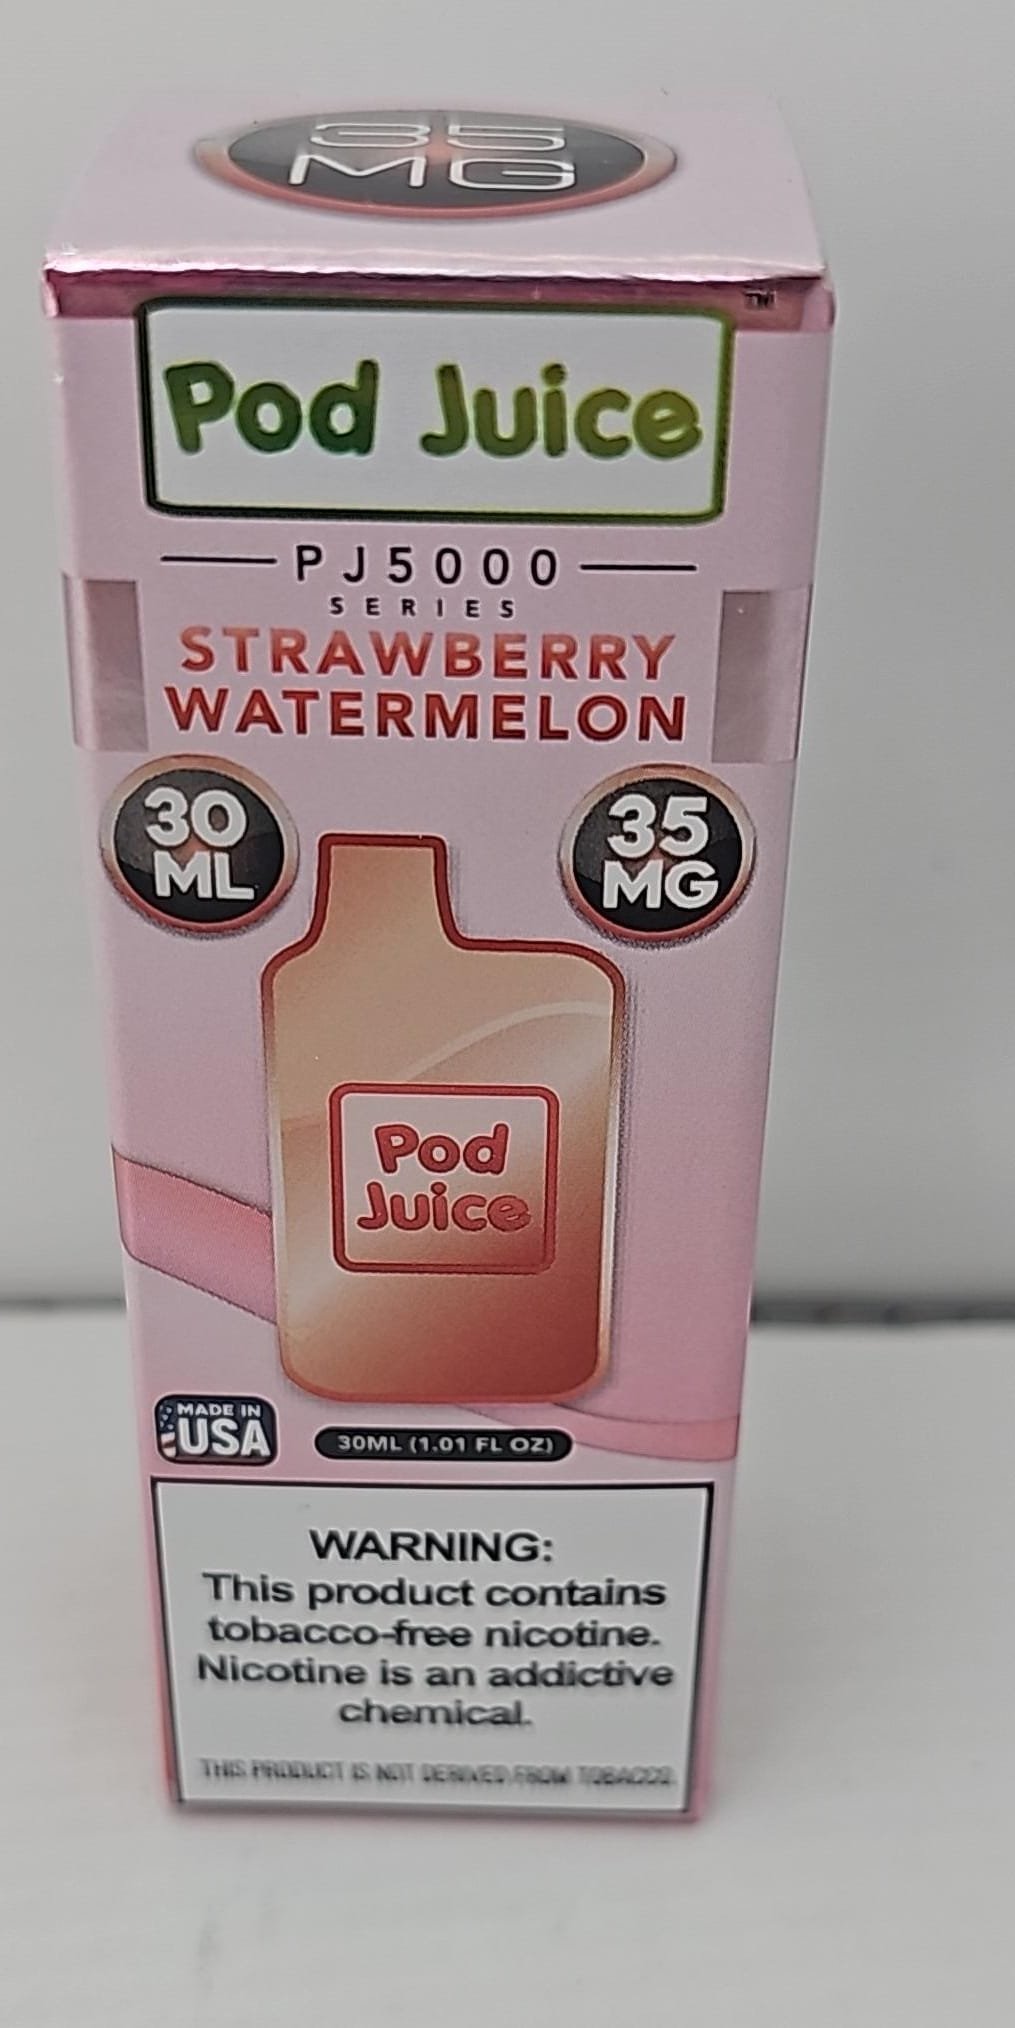 35
MG
TM
Pod Juice
PJ5000
SERIES
STRAWBERRY
WATERMELON
30
ML
35
MG
Pod
Juice
MADE IN
USA
30ML (1.01 FL OZ)
WARNING:
This product contains
tobacco-free nicotine.
Nicotine is an addictive
chemical.
THIS PRODUCT IS NOT DERIVED FROM TOBACCO.